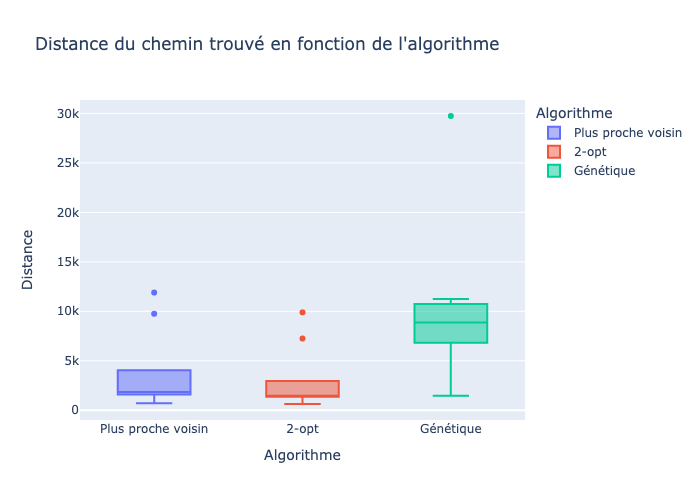 Distance du chemin trouvé en fonction de l'algorithme
30k
25k
20k
15k
10k
5k
0
Distance
Plus proche voisin
2-opt
Génétique
Algorithme
Algorithme
Plus proche voisin
2-opt
Génétique